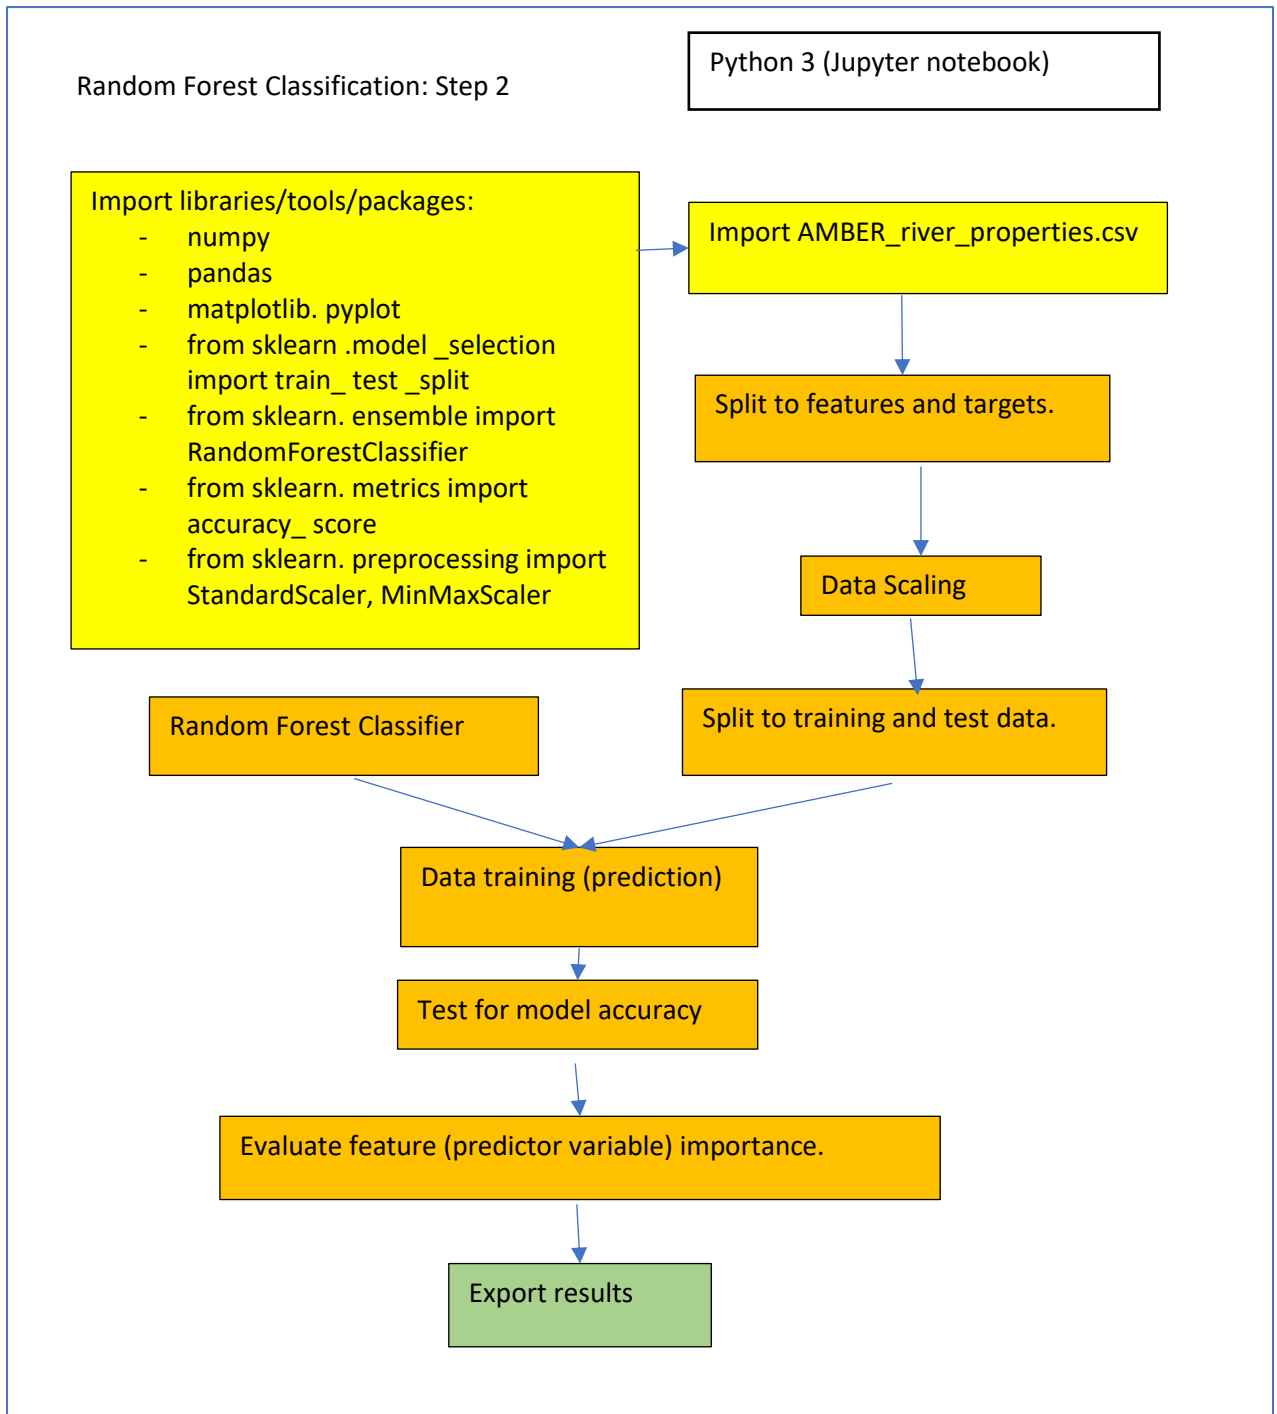 Random Forest Classification: Step 2
Python 3 (Jupyter notebook)
Import libraries/tools/packages:
- numpy
- pandas
- matplotlib. pyplot
- from sklearn .model _selection
import train_ test _split
- from sklearn. ensemble import
RandomForestClassifier
- from sklearn. metrics import
accuracy_ score
- from sklearn. preprocessing import
StandardScaler, MinMaxScaler
Import AMBER_river_properties.csv
Split to features and targets.
Data Scaling
Split to training and test data.
Random Forest Classifier
Data training (prediction)
Test for model accuracy
Evaluate feature (predictor variable) importance.
Export results